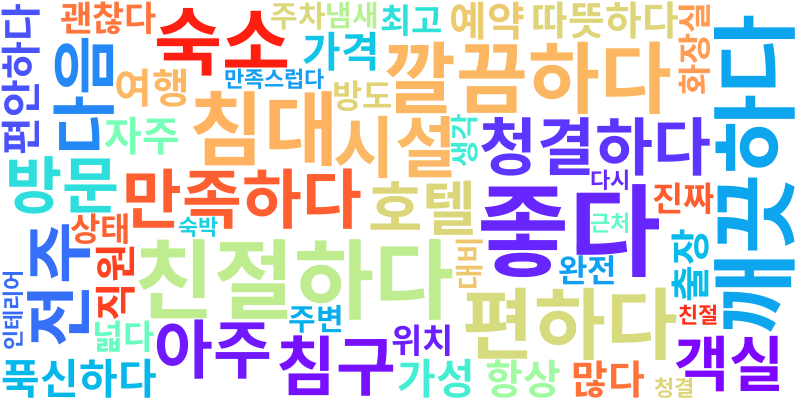 편안하다
괜찮다
숙소
주차
냄새
최고
예약
따뜻하다
화장실
깨끗하다
다음
여행
만족스럽다
방도
가격
깔끔하다
침대
시설
생각
청결하다
자주
방문
만족하다
호텔
좋다
다시
진짜
근처
상태
숙박
전주
직원
친절하다
대비
완전
출장
편하다
친절
인테리어
넓다
주변
아주
침구
위치
객실
푹신하다
가성
항상
많다
청결